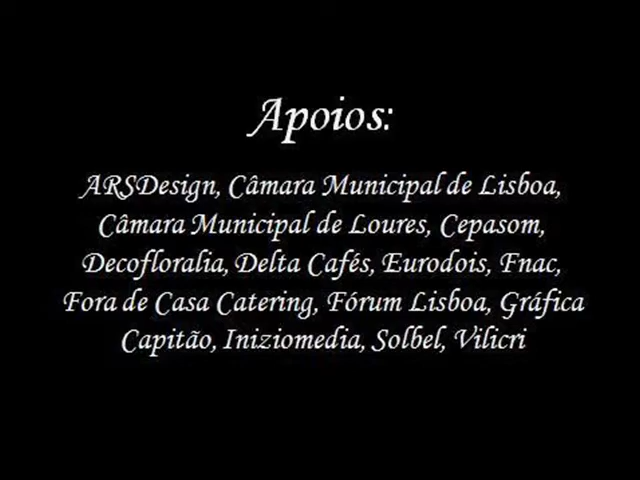 Apoios:
ARSDesign, Câmara Municipal de Lisboa,
Câmara Municipal de Loures, Cepasom,
Decofloralia, Delta Cafés, Eurodois, Fnac,
Fora de Casa Catering, Fórum Lisboa, Gráfica
Capitão, Iniziomedia, Solbel, Vilicri